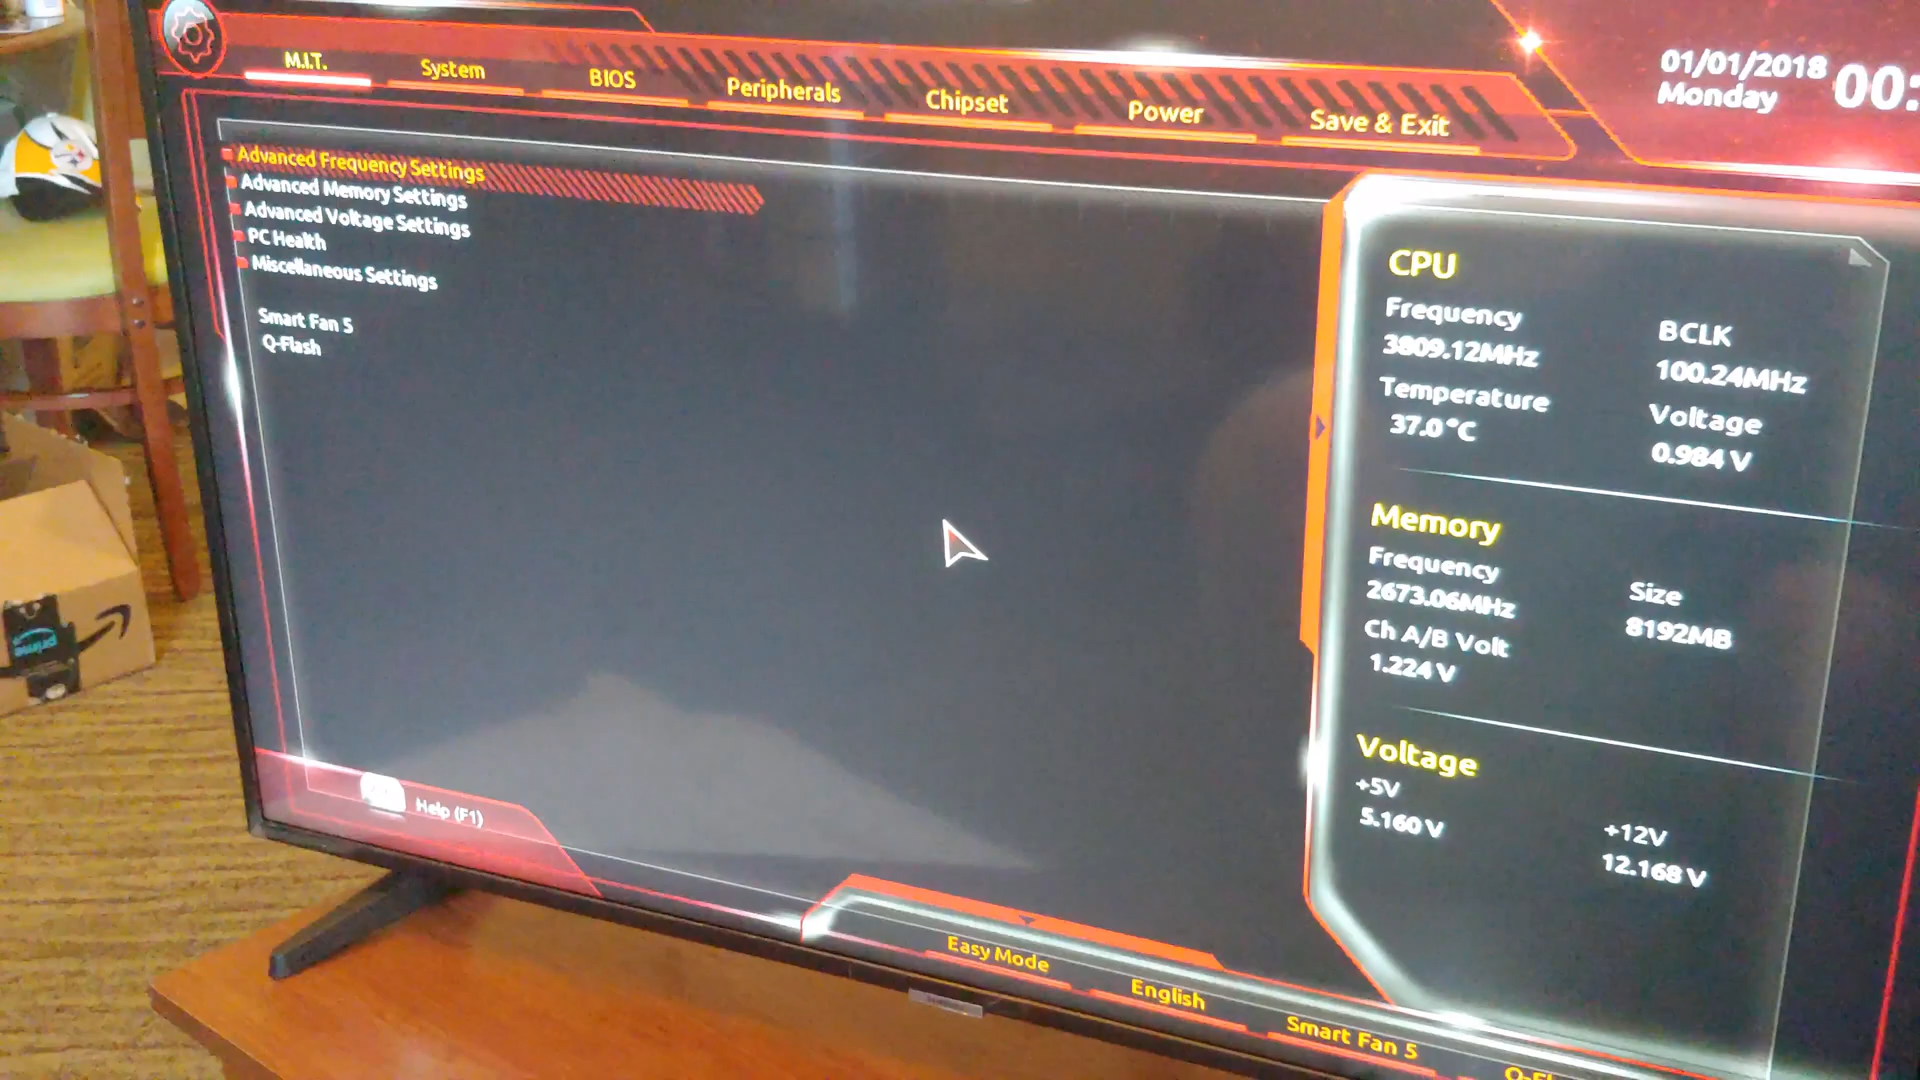 M.I.T.
System
BIOS
Peripherals
Chipset
Power
Save & Exit
01/01/2018
Monday
00:
Advanced Frequency Settings
Advanced Memory Settings
Advanced Voltage Settings
PC Health
Miscellaneous Settings
Smart Fan 5
Q-Flash
CPU
Frequency
3809.12MHz
BCLK
100.24MHz
Temperature
37.0°C
Voltage
0.984 V
Memory
Frequency
2673.06MHz
Size
8192MB
Ch A/B Volt
1.224 V
Voltage
+5V
5.160 V
+12V
12.168 V
Help (F1)
Easy Mode
English
Smart Fan 5
prime